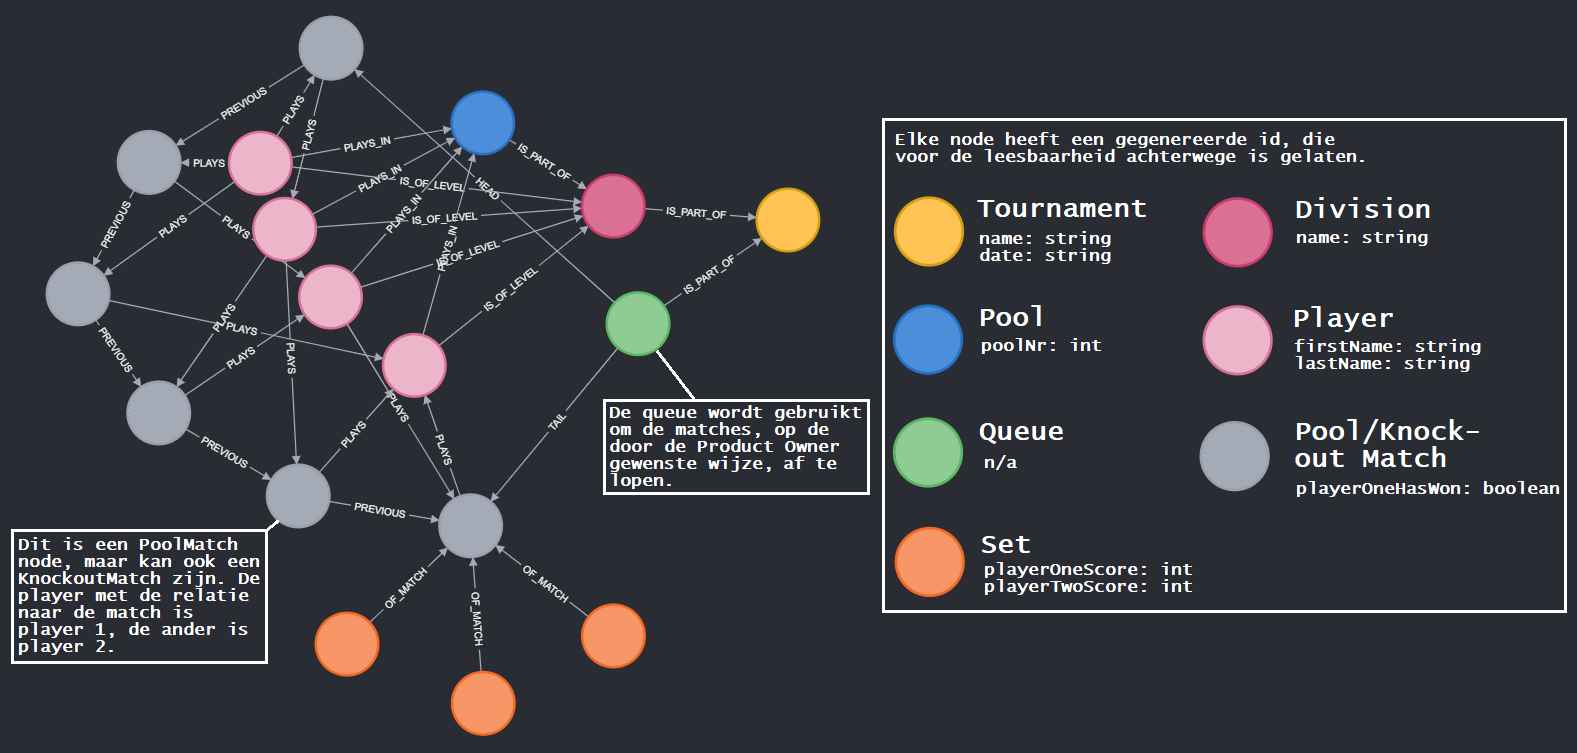 PREVIOUS
PLAYS
PLAYS
PLAYS_IN
IS_PART_OF
PLAYS
PLAYS_IN
IS_OF_LEVEL
HEAD
PREVIOUS
PLAYS
PLAYS
PLAYS_IN
IS_OF_LEVEL
IS_PART_OF
PLAYS_IN
IS_OF_LEVEL
IS_OF_LEVEL
IS_PART_OF
PREVIOUS
PLAYS
PLAYS
PLAYS
PLAYS
PREVIOUS
PLAYS
PLAYS
PLAYS
TAIL
PREVIOUS
OF_MATCH
OF_MATCH
OF_MATCH
De queue wordt gebruikt
om de matches, op de
door de Product Owner
gewenste wijze, af te
lopen.
Dit is een PoolMatch
node, maar kan ook een
KnockoutMatch zijn. De
player met de relatie
naar de match is
player 1, de ander is
player 2.
Elke node heeft een gegenereerde id, die
voor de leesbaarheid achterwege is gelaten.
Tournament
name: string
date: string
Division
name: string
Pool
poolNr: int
Player
firstName: string
lastName: string
Queue
n/a
Pool/Knock-
out Match
playerOneHasWon: boolean
Set
playerOneScore: int
playerTwoScore: int